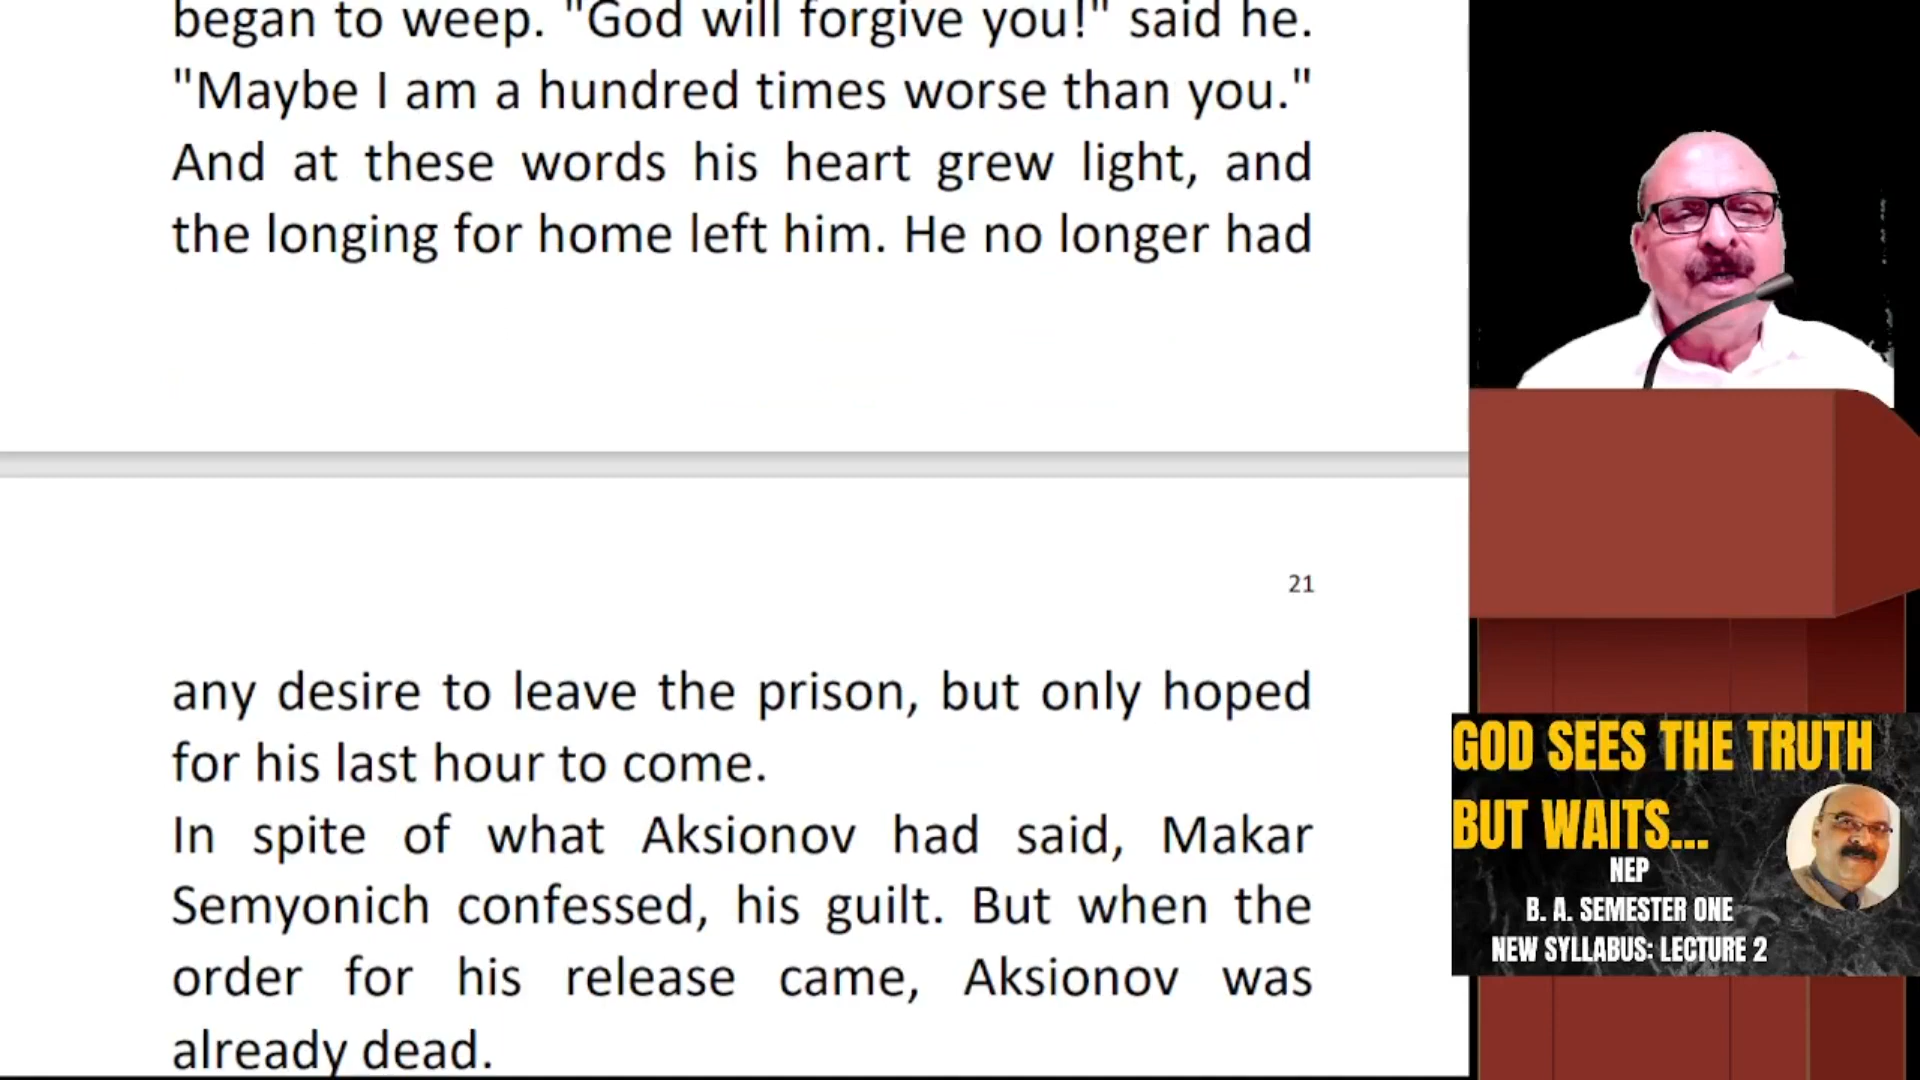 began to weep. "God will forgive you!" said he.
"Maybe I am a hundred times worse than you."
And at these words his heart grew light, and
the longing for home left him. He no longer had
21
any desire to leave the prison, but only hoped
for his last hour to come.
In spite of what Aksionov had said, Makar
Semyonich confessed, his guilt. But when the
order for his release came, Aksionov was
already dead.
GOD SEES THE TRUTH
BUT WAITS...
NEP
B. A. SEMESTER ONE
NEW SYLLABUS: LECTURE 2